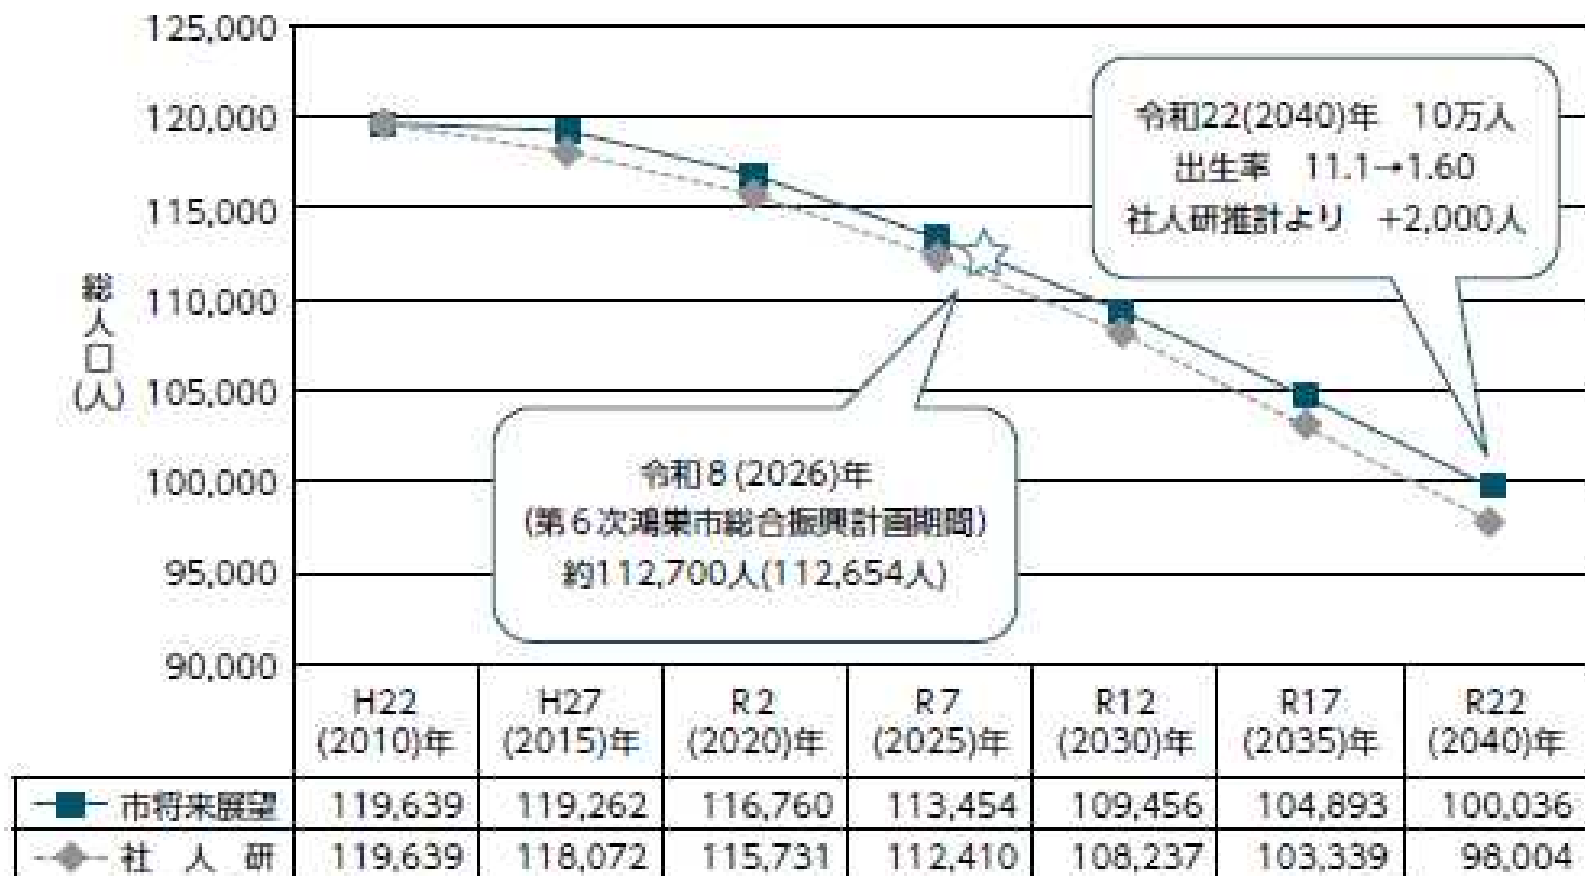 125,000
120,000
115,000
110,000
105,000
100,000
95,000
90,000
総人口(人)
令和22(2040)年 10万人
出生率 11.1→1.60
社人研推計より +2,000人
令和8(2026)年
(第6次鴻巣市総合振興計画期間)
約112,700人(112,654人)
H22 H27 R2 R7 R12 R17 R22
(2010)年 (2015)年 (2020)年 (2025)年 (2030)年 (2035)年 (2040)年
市将来展望 119,639 119,262 116,760 113,454 109,456 104,893 100,036
社人研 119,639 118,072 115,731 112,410 108,237 103,339 98,004